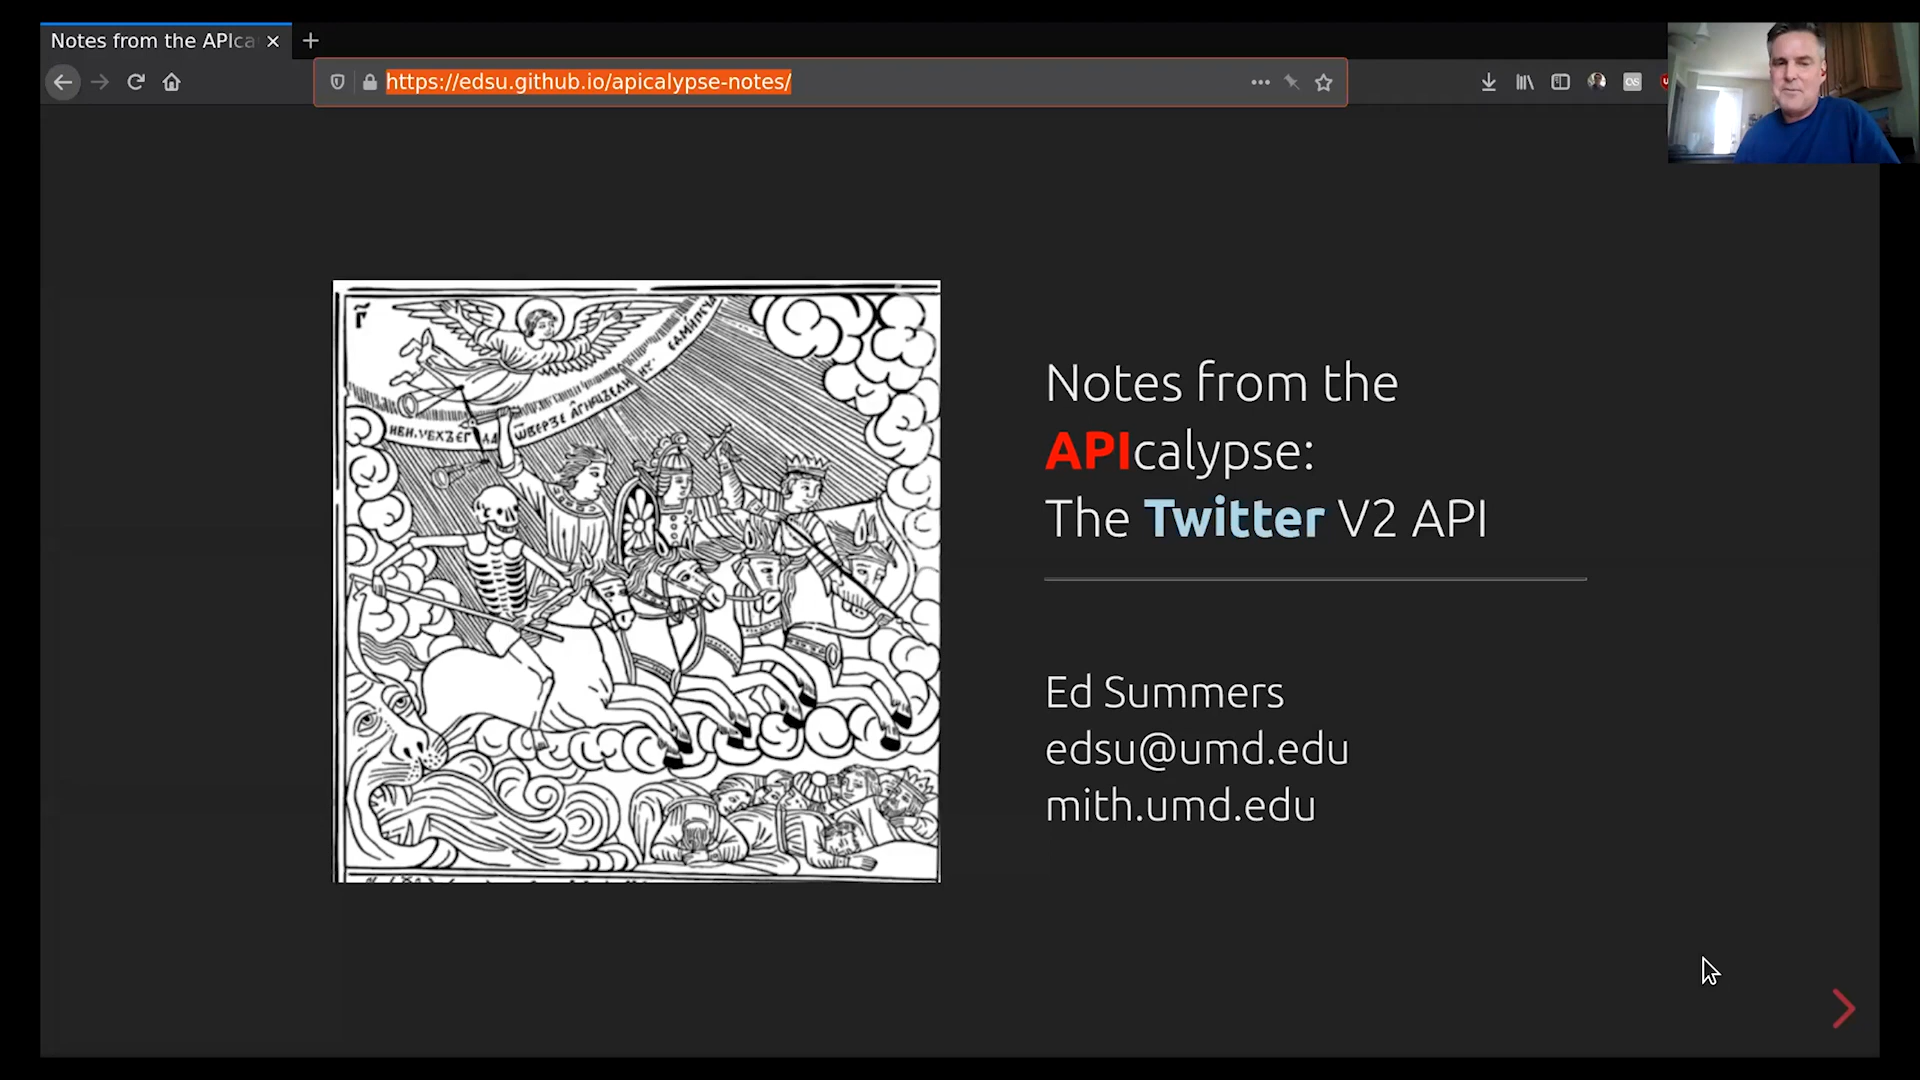 Notes from the APIca
https://edsu.github.io/apicalypse-notes/
Notes from the
APIcalypse:
The Twitter V2 API
Ed Summers
edsu@umd.edu
mith.umd.edu